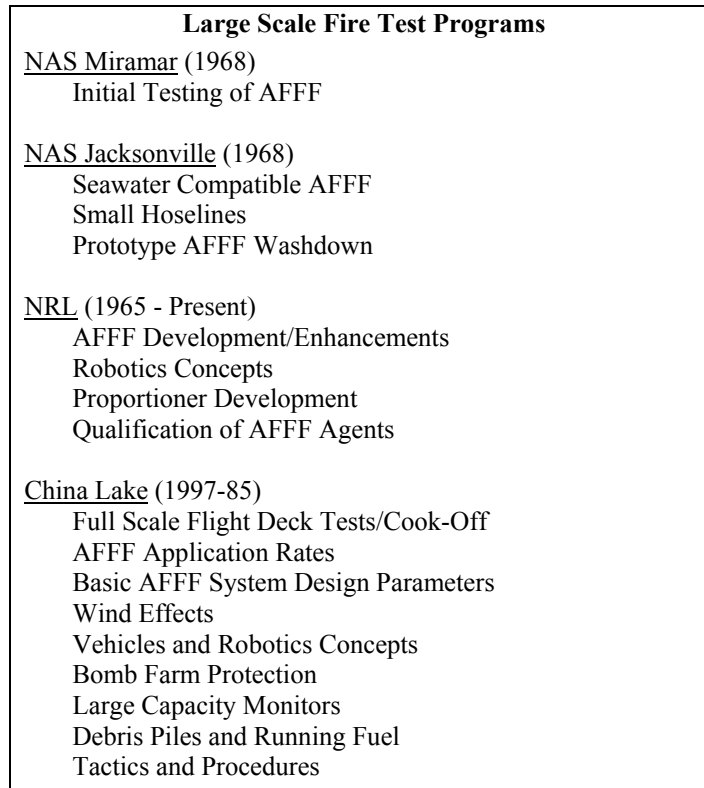 Large Scale Fire Test Programs
NAS Miramar (1968)
Initial Testing of AFFF
NAS Jacksonville (1968)
Seawater Compatible AFFF
Small Hoselines
Prototype AFFF Washdown
NRL (1965 - Present)
AFFF Development/Enhancements
Robotics Concepts
Proportioner Development
Qualification of AFFF Agents
China Lake (1997-85)
Full Scale Flight Deck Tests/Cook-Off
AFFF Application Rates
Basic AFFF System Design Parameters
Wind Effects
Vehicles and Robotics Concepts
Bomb Farm Protection
Large Capacity Monitors
Debris Piles and Running Fuel
Tactics and Procedures